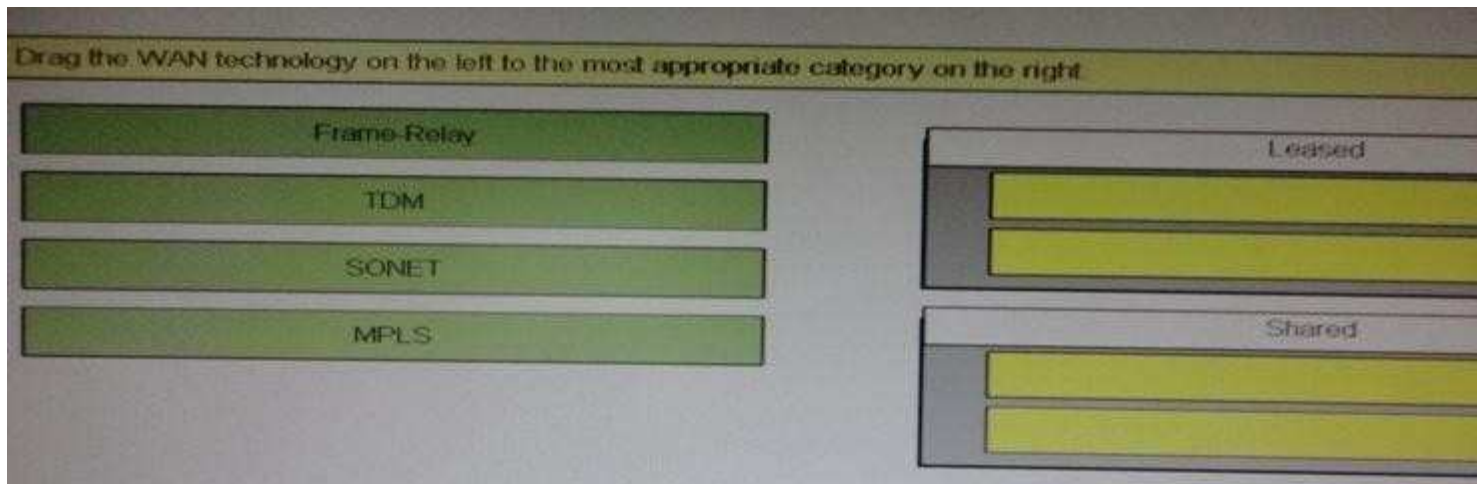 Drag the WAN technology on the left to the most appropriate category on the right
Frame-Relay
TDM
SONET
MPLS
Leased
Shared